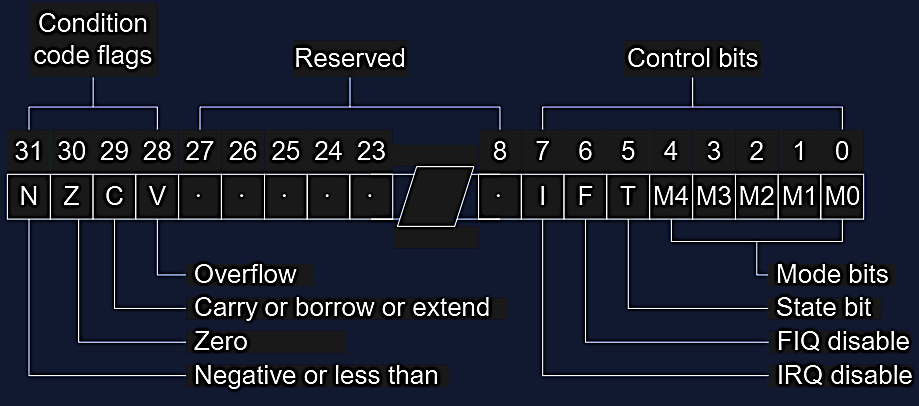 Condition
code flags
Reserved
Control bits
31 30 29 28 27 26 25 24 23 8 7 6 5 4 3 2 1 0
N Z C V · · · · · · I F T M4 M3 M2 M1 M0
Overflow
Mode bits
Carry or borrow or extend
State bit
Zero
FIQ disable
Negative or less than
IRQ disable